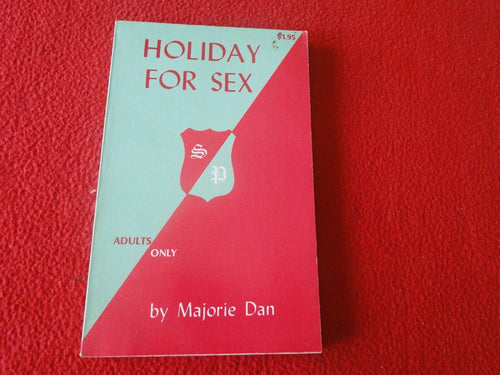 $1.95
HOLIDAY
FOR SEX
S
P
ADULTS
ONLY
by Majorie Dan